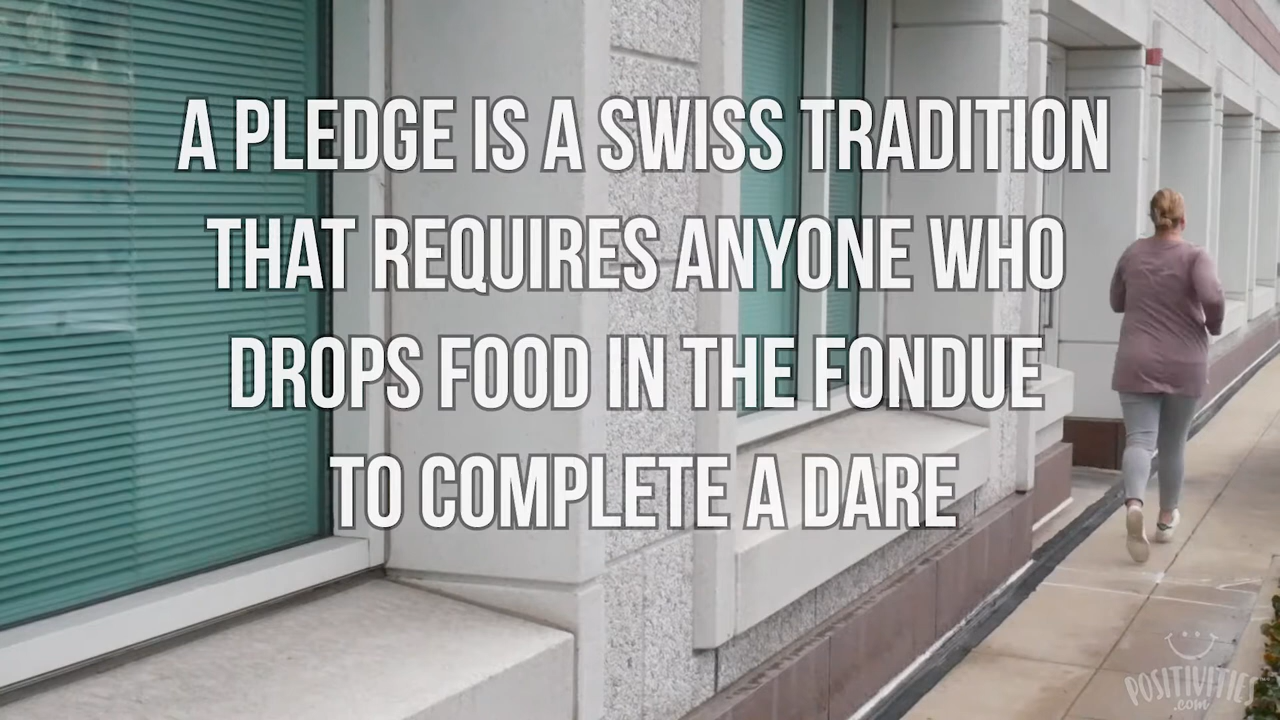 A PLEDGE IS A SWISS TRADITION
THAT REQUIRES ANYONE WHO
DROPS FOOD IN THE FONDUE
TO COMPLETE A DARE
POSITIVITIES
.com